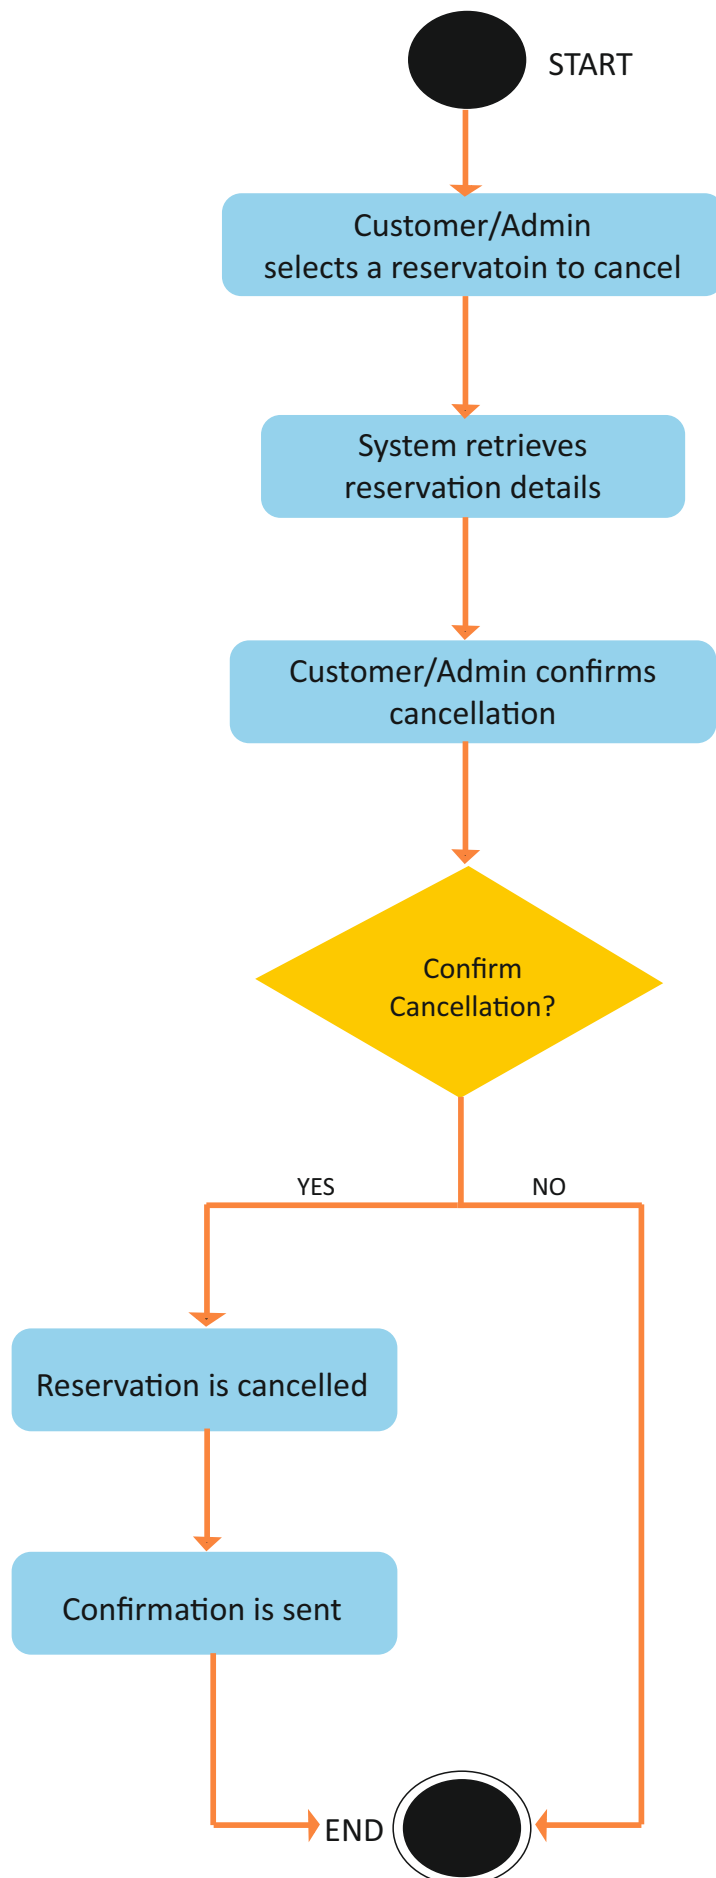 START
Customer/Admin
selects a reservatoin to cancel
System retrieves
reservation details
Customer/Admin confirms
cancellation
Confirm
Cancellation?
YES
NO
Reservation is cancelled
Confirmation is sent
END